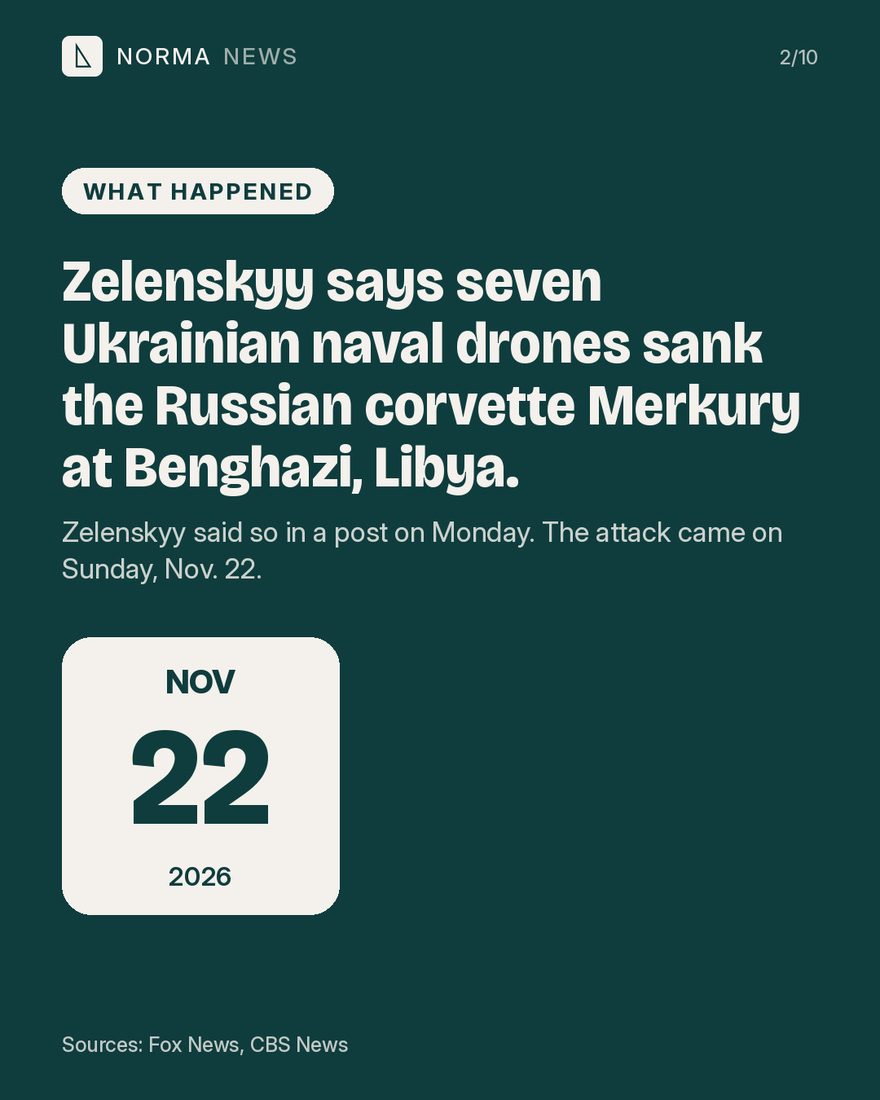 NORMA NEWS
2/10
WHAT HAPPENED
Zelenskyy says seven
Ukrainian naval drones sank
the Russian corvette Merkury
at Benghazi, Libya.
Zelenskyy said so in a post on Monday. The attack came on
Sunday, Nov. 22.
NOV
22
2026
Sources: Fox News, CBS News